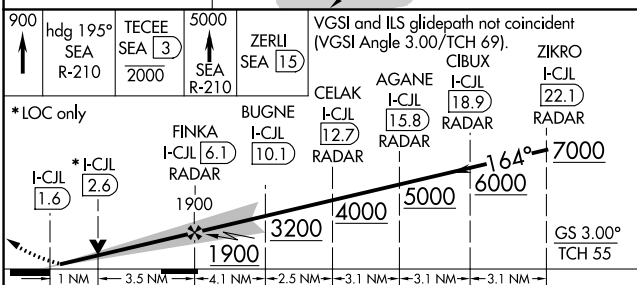 900
hdg 195°
SEA
R-210
TECEE
SEA 3
2000
5000
SEA
R-210
ZERLI
SEA 15
VGSI and ILS glidepath not coincident
(VGSI Angle 3.00/TCH 69).
*LOC only
I-CJL
1.6
*I-CJL
2.6
FINKA
I-CJL 6.1
RADAR
1900
BUGNE
I-CJL
10.1
CELAK
I-CJL
12.7
RADAR
AGANE
I-CJL
15.8
RADAR
CIBUX
I-CJL
18.9
RADAR
ZIKRO
I-CJL
22.1
RADAR
164°
7000
6000
5000
4000
3200
1900
GS 3.00°
TCH 55
1 NM
3.5 NM
4.1 NM
2.5 NM
3.1 NM
3.1 NM
3.1 NM